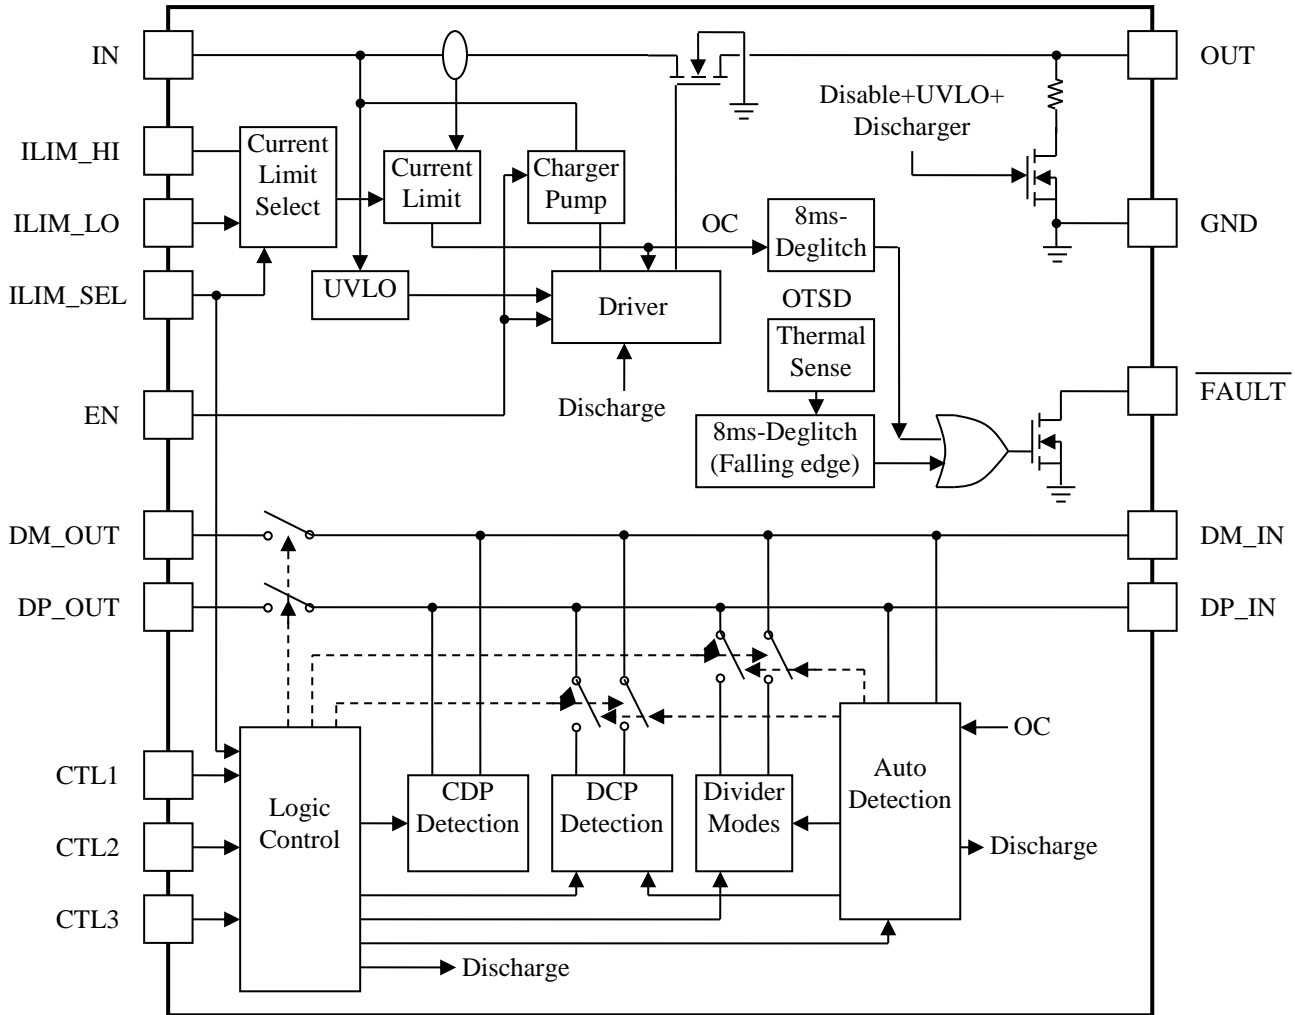 IN
OUT
Disable+UVLO+
Discharger
ILIM_HI
Current
Limit
Select
Current
Limit
Charger
Pump
ILIM_LO
OC
8ms-
Deglitch
GND
ILIM_SEL
UVLO
Driver
OTSD
Thermal
Sense
EN
Discharge
FAULT
8ms-Deglitch
(Falling edge)
DM_OUT
DM_IN
DP_OUT
DP_IN
OC
CTL1
Logic
Control
CDP
Detection
DCP
Detection
Divider
Modes
Auto
Detection
CTL2
Discharge
CTL3
Discharge